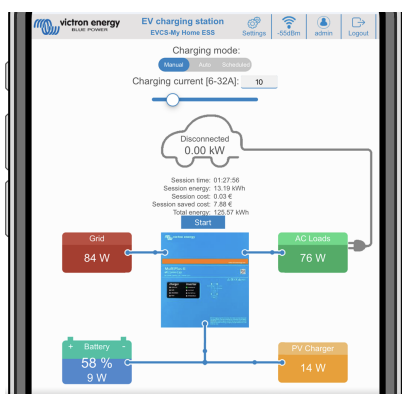 victron energy
BLUE POWER
EV charging station
EVCS-My Home ESS
Settings
-55dBm
admin
Logout
Charging mode:
Manual Auto Scheduled
Charging current [6-32A]: 10
Disconnected
0.00 kW
Session time: 01:27:56
Session energy: 13.19 kWh
Session cost: 0.03 €
Session saved cost: 7,88 €
Total energy: 125.57 kWh
Start
Grid
84 W
victron energy
AC Loads
76 W
+ Battery -
58 %
9 W
PV Charger
14 W